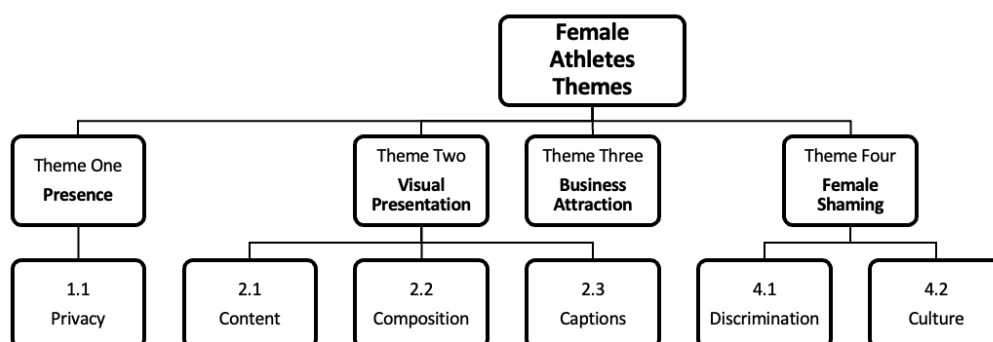 Female
Athletes
Themes
Theme One
Presence
Theme Two
Visual
Presentation
Theme Three
Business
Attraction
Theme Four
Female
Shaming
1.1
Privacy
2.1
Content
2.2
Composition
2.3
Captions
4.1
Discrimination
4.2
Culture